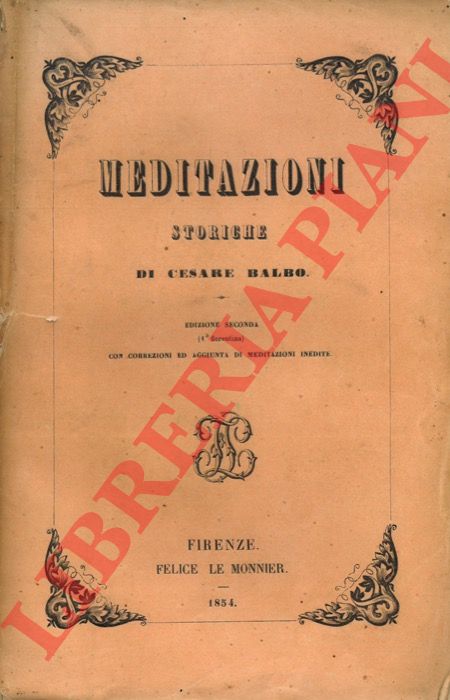 MEDITAZIONI
STORICHE
DI CESARE BALBO.
EDIZIONE SECONDA
(1ª fiorentina)
CON CORREZIONI ED AGGIUNTA DI MEDITAZIONI INEDITE.
FIRENZE.
FELICE LE MONNIER.
1854.
LIBRERIA PIANI